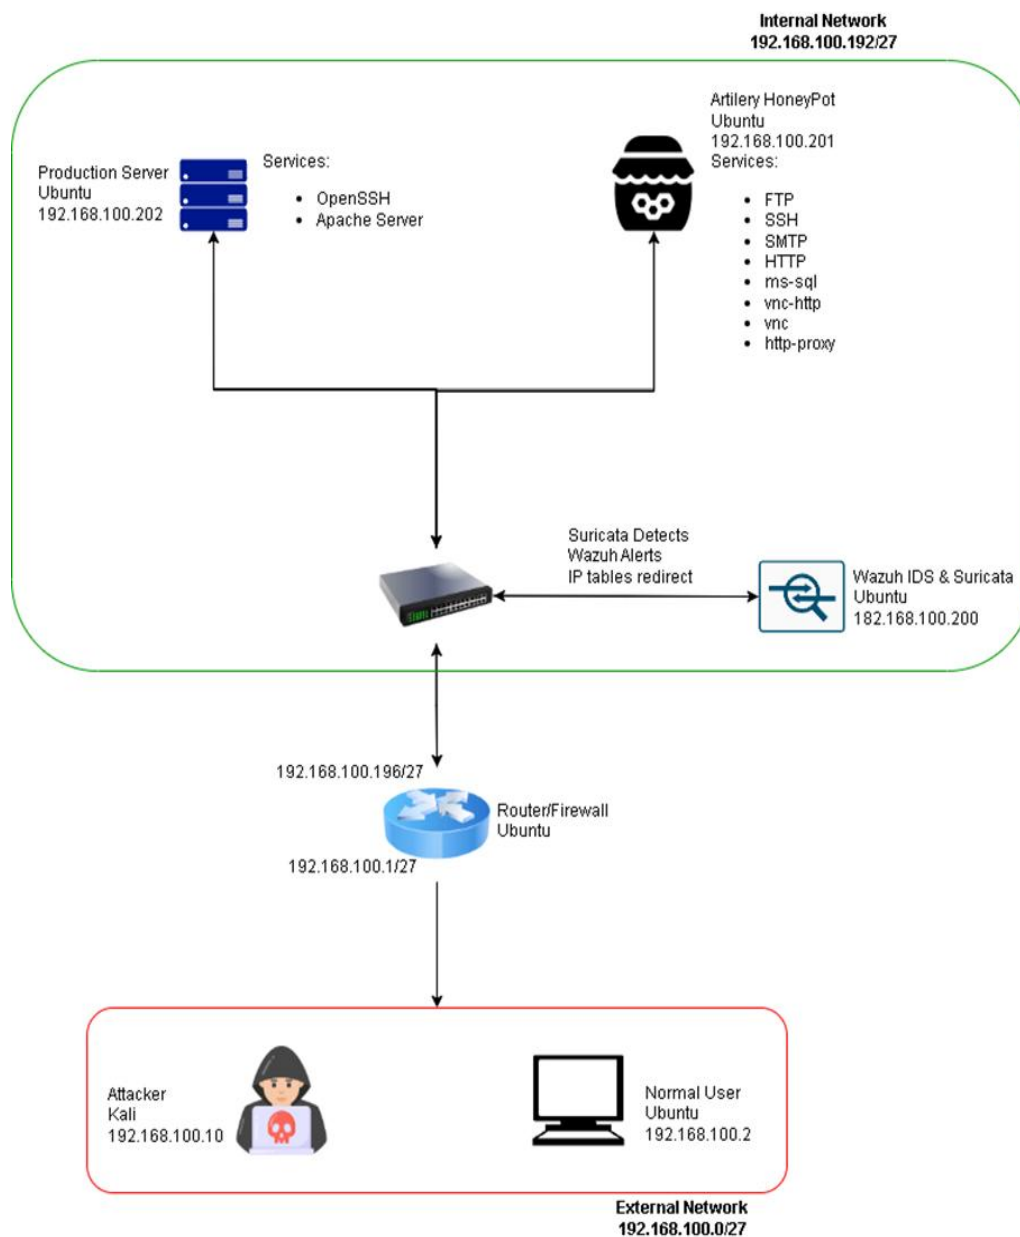 Internal Network
192.168.100.192/27
Artilery HoneyPot
Ubuntu
192.168.100.201
Services:
• FTP
• SSH
• SMTP
• HTTP
• ms-sql
• vnc-http
• vnc
• http-proxy
Production Server
Ubuntu
192.168.100.202
Services:
• OpenSSH
• Apache Server
Suricata Detects
Wazuh Alerts
IP tables redirect
Wazuh IDS & Suricata
Ubuntu
182.168.100.200
192.168.100.196/27
Router/Firewall
Ubuntu
192.168.100.1/27
Attacker
Kali
192.168.100.10
Normal User
Ubuntu
192.168.100.2
External Network
192.168.100.0/27